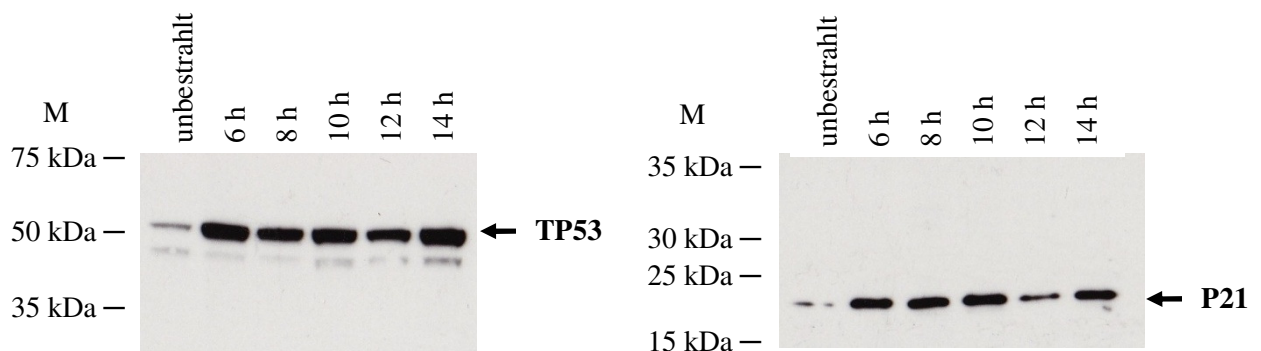 M
unbestrahlt
6 h
8 h
10 h
12 h
14 h
75 kDa
50 kDa
35 kDa
TP53
M
unbestrahlt
6 h
8 h
10 h
12 h
14 h
35 kDa
30 kDa
25 kDa
15 kDa
P21